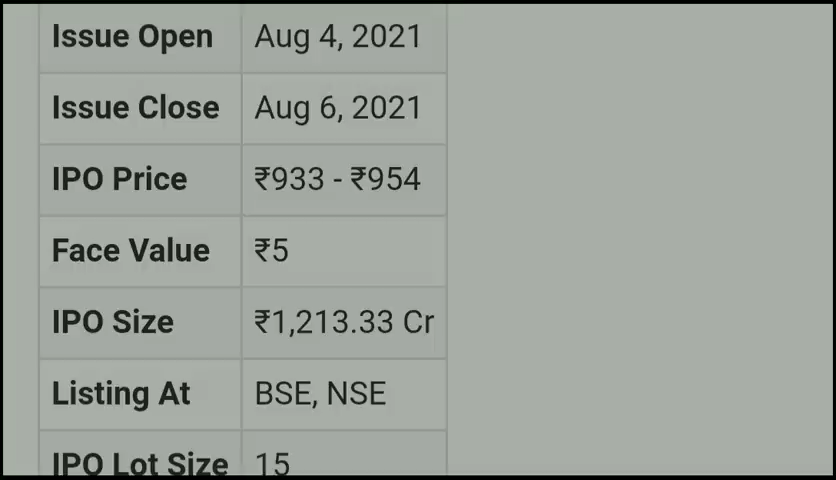 Issue Open Aug 4, 2021
Issue Close Aug 6, 2021
IPO Price ₹933 - ₹954
Face Value ₹5
IPO Size ₹1,213.33 Cr
Listing At BSE, NSE
IPO Lot Size 15